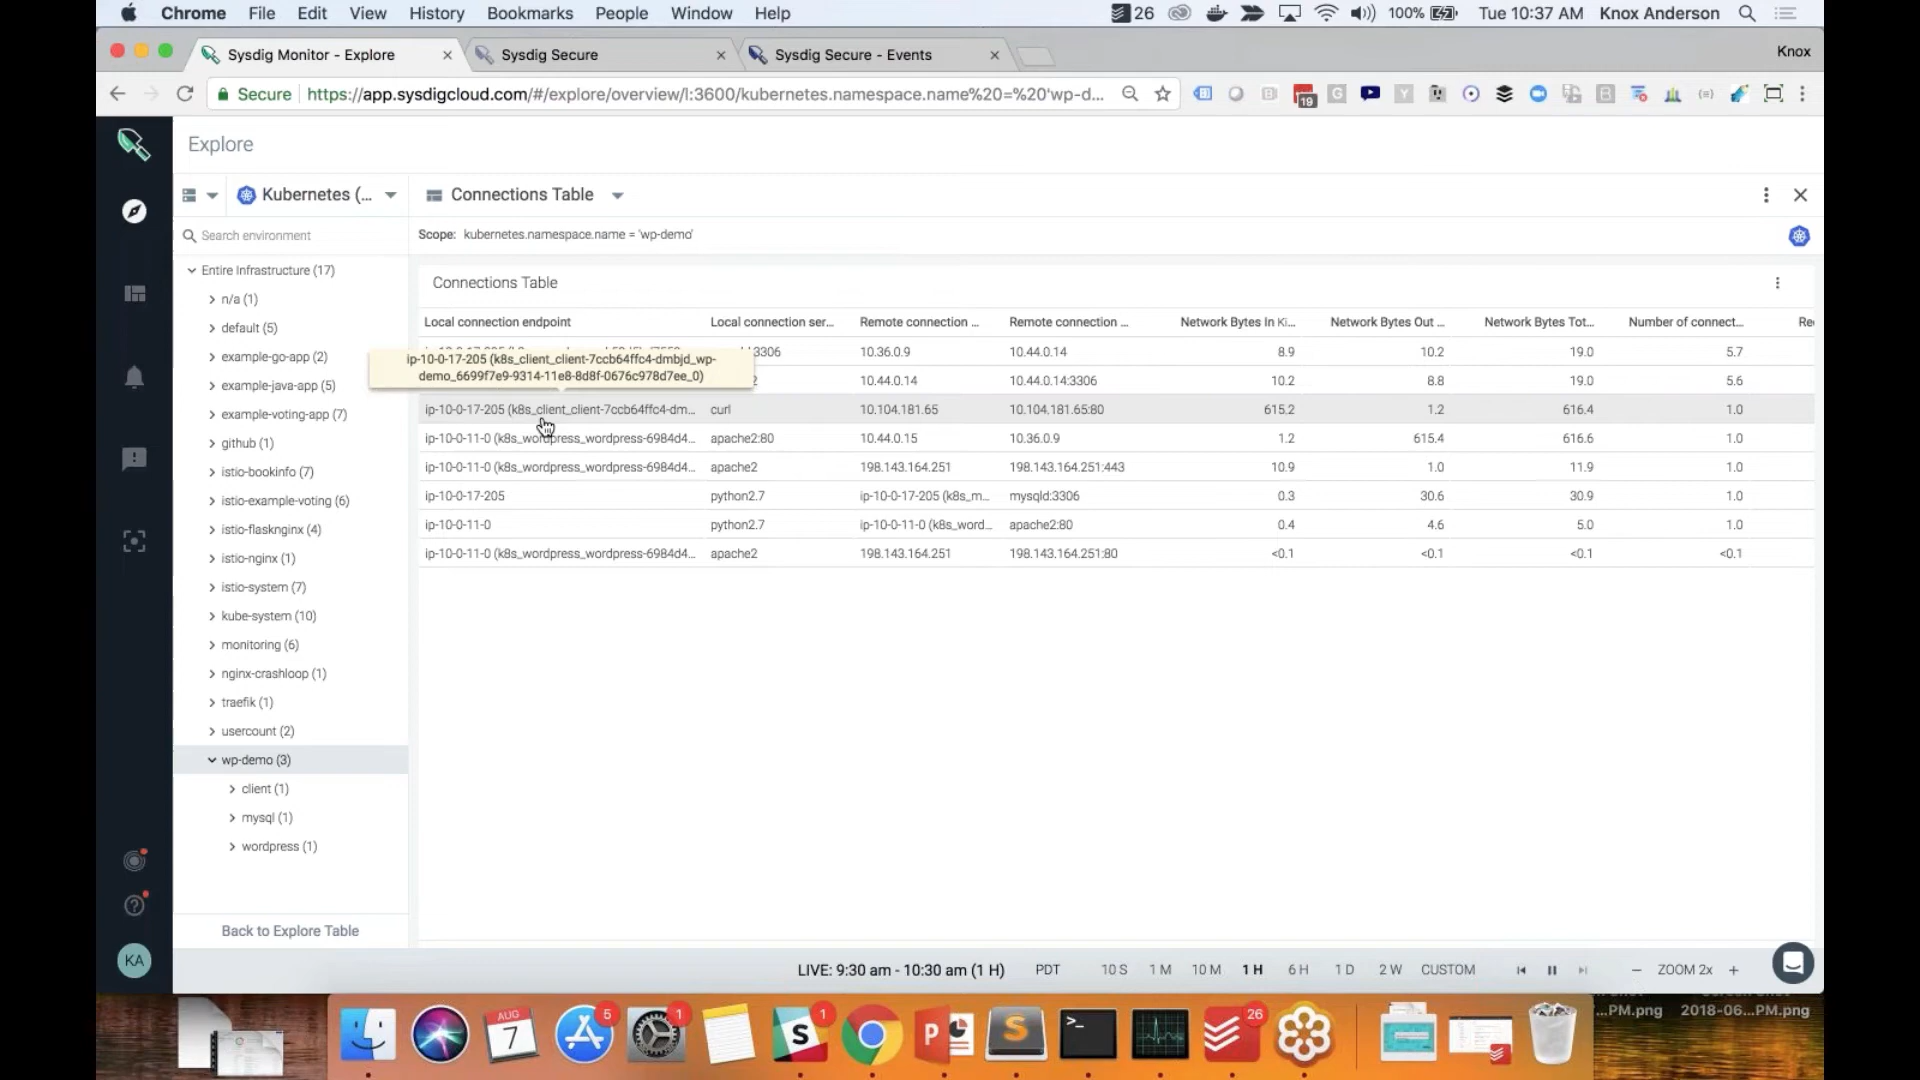 Chrome File Edit View History Bookmarks People Window Help 26 100% Tue 10:37 AM Knox Anderson
Sysdig Monitor - Explore Sysdig Secure Sysdig Secure - Events Knox
Secure https://app.sysdigcloud.com/#/explore/overview/l:3600/kubernetes.namespace.name%20=%20'wp-d... 19
Explore
Kubernetes (... Connections Table
Search environment
Scope: kubernetes.namespace.name = 'wp-demo'
Entire Infrastructure (17)
n/a (1)
default (5)
example-go-app (2)
example-java-app (5)
example-voting-app (7)
github (1)
istio-bookinfo (7)
istio-example-voting (6)
istio-flasknginx (4)
istio-nginx (1)
istio-system (7)
kube-system (10)
monitoring (6)
nginx-crashloop (1)
traefik (1)
usercount (2)
wp-demo (3)
client (1)
mysql (1)
wordpress (1)
Back to Explore Table
KA
Connections Table
Local connection endpoint Local connection ser... Remote connection ... Remote connection ... Network Bytes In Ki... Network Bytes Out ... Network Bytes Tot... Number of connect... Re
3306 10.36.0.9 10.44.0.14 8.9 10.2 19.0 5.7
ip-10-0-17-205 (k8s_client_client-7ccb64ffc4-dmbjd_wp-
demo_6699f7e9-9314-11e8-8d8f-0676c978d7ee_0)
2 10.44.0.14 10.44.0.14:3306 10.2 8.8 19.0 5.6
ip-10-0-17-205 (k8s_client_client-7ccb64ffc4-dm... curl 10.104.181.65 10.104.181.65:80 615.2 1.2 616.4 1.0
ip-10-0-11-0 (k8s_wordpress_wordpress-6984d4... apache2:80 10.44.0.15 10.36.0.9 1.2 615.4 616.6 1.0
ip-10-0-11-0 (k8s_wordpress_wordpress-6984d4... apache2 198.143.164.251 198.143.164.251:443 10.9 1.0 11.9 1.0
ip-10-0-17-205 python2.7 ip-10-0-17-205 (k8s_m... mysqld:3306 0.3 30.6 30.9 1.0
ip-10-0-11-0 python2.7 ip-10-0-11-0 (k8s_word... apache2:80 0.4 4.6 5.0 1.0
ip-10-0-11-0 (k8s_wordpress_wordpress-6984d4... apache2 198.143.164.251 198.143.164.251:80 <0.1 <0.1 <0.1 <0.1
LIVE: 9:30 am - 10:30 am (1 H) PDT 10 S 1 M 10 M 1 H 6 H 1 D 2 W CUSTOM ZOOM 2x
AUG 7 5 1 1 26
...PM.png 2018-06...PM.png